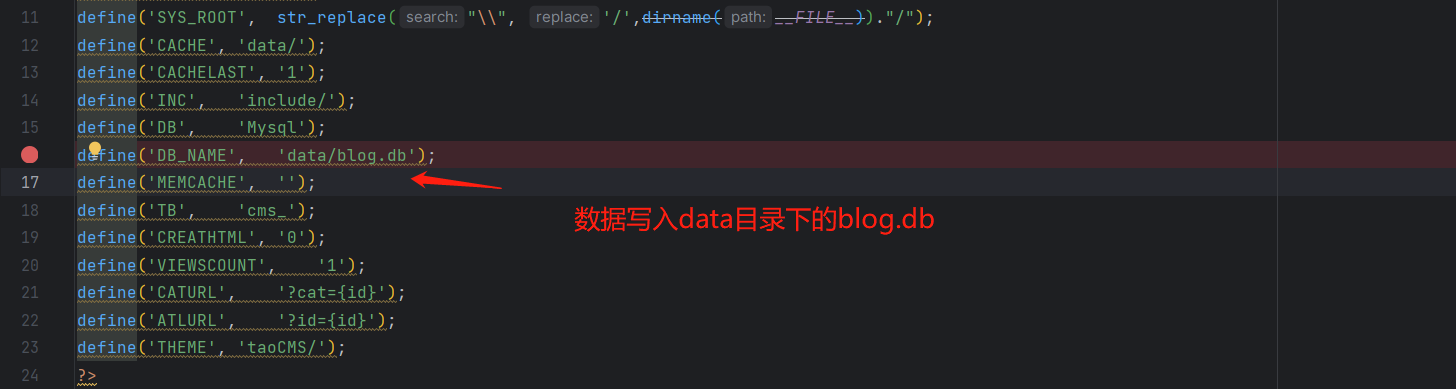 11 define('SYS_ROOT', str_replace( search: "\\", replace: '/',dirname( path: __FILE__))."/");
12 define('CACHE', 'data/');
13 define('CACHELAST', '1');
14 define('INC', 'include/');
15 define('DB', 'Mysql');
define('DB_NAME', 'data/blog.db');
17 define('MEMCACHE', '');
18 define('TB', 'cms_');
数据写入data目录下的blog.db
19 define('CREATHTML', '0');
20 define('VIEWSCOUNT', '1');
21 define('CATURL', '?cat={id}');
22 define('ATLURL', '?id={id}');
23 define('THEME', 'taoCMS/');
24 ?>